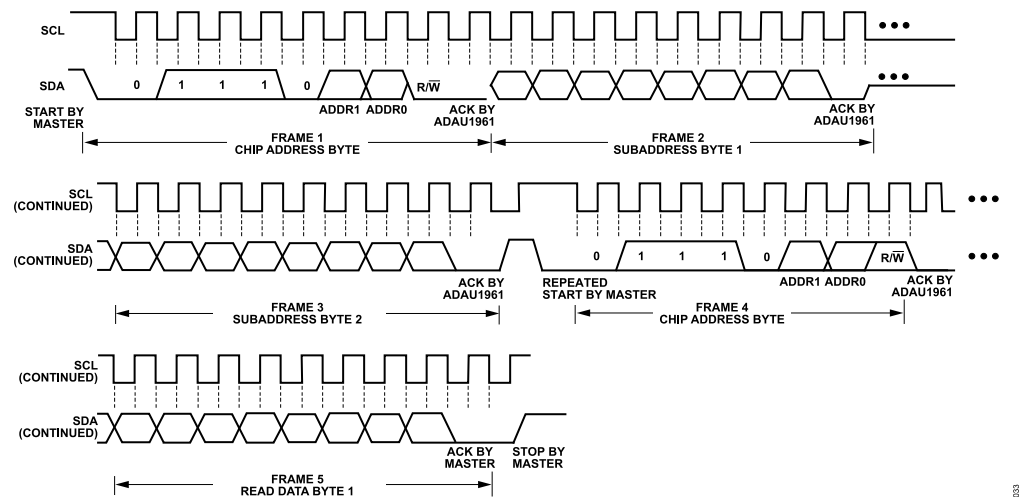 SCL
SDA
0 1 1 1 0
ADDR1 ADDR0
R/W̅
START BY
MASTER
ACK BY
ADAU1961
ACK BY
ADAU1961
FRAME 1
CHIP ADDRESS BYTE
FRAME 2
SUBADDRESS BYTE 1
SCL
(CONTINUED)
SDA
(CONTINUED)
0 1 1 1 0
R/W̅
ACK BY
ADAU1961
REPEATED
START BY MASTER
ADDR1 ADDR0
ACK BY
ADAU1961
FRAME 3
SUBADDRESS BYTE 2
FRAME 4
CHIP ADDRESS BYTE
SCL
(CONTINUED)
SDA
(CONTINUED)
ACK BY
MASTER
STOP BY
MASTER
FRAME 5
READ DATA BYTE 1
033